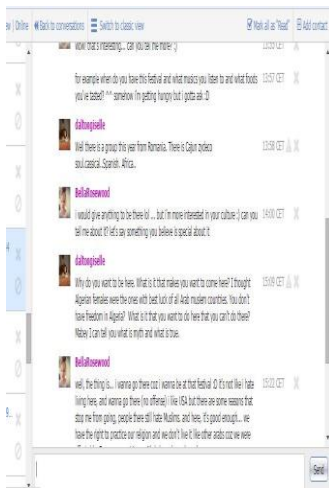 Online
Back to conversations
Switch to classic view
Mark all as "Read"
Add contact
wow! that's interesting... can you tell me more? ;)
13:55 CET
for example when do you have this festival and what musics you listen to and what foods
you've tasted? ^^ somehow i'm getting hungry but i gotta ask :D
13:57 CET
daltongiselle
Well there is a group this year from Romania. There is Cajun zydeco
soul.cassical .Spanish. Africa..
13:58 CET
BellaRosewood
i would give anything to be there lol ... but i'm more interested in your culture :) can you
tell me about it? let's say something you believe is special about it
14:00 CET
daltongiselle
Why do you want to be here. What is it that makes you want to come here? I thought
Algerian females were the ones with best luck of all Arab muslem countries. You don't
have freedom in Algeria? What is it that you want to do here that you can't do there?
Mabey I can tell you what is myth and what is true.
15:09 CET
BellaRosewood
well, the thing is... i wanna go there coz i wanna be at that festival :D it's not like i hate
living here, and wanna go there (no offense) i like USA but there are some reasons that
stop me from going, people there still hate Muslims, and here, it's good enough... we
have the right to practice our religion and we don't live it like other arabs coz we were
15:22 CET
Send